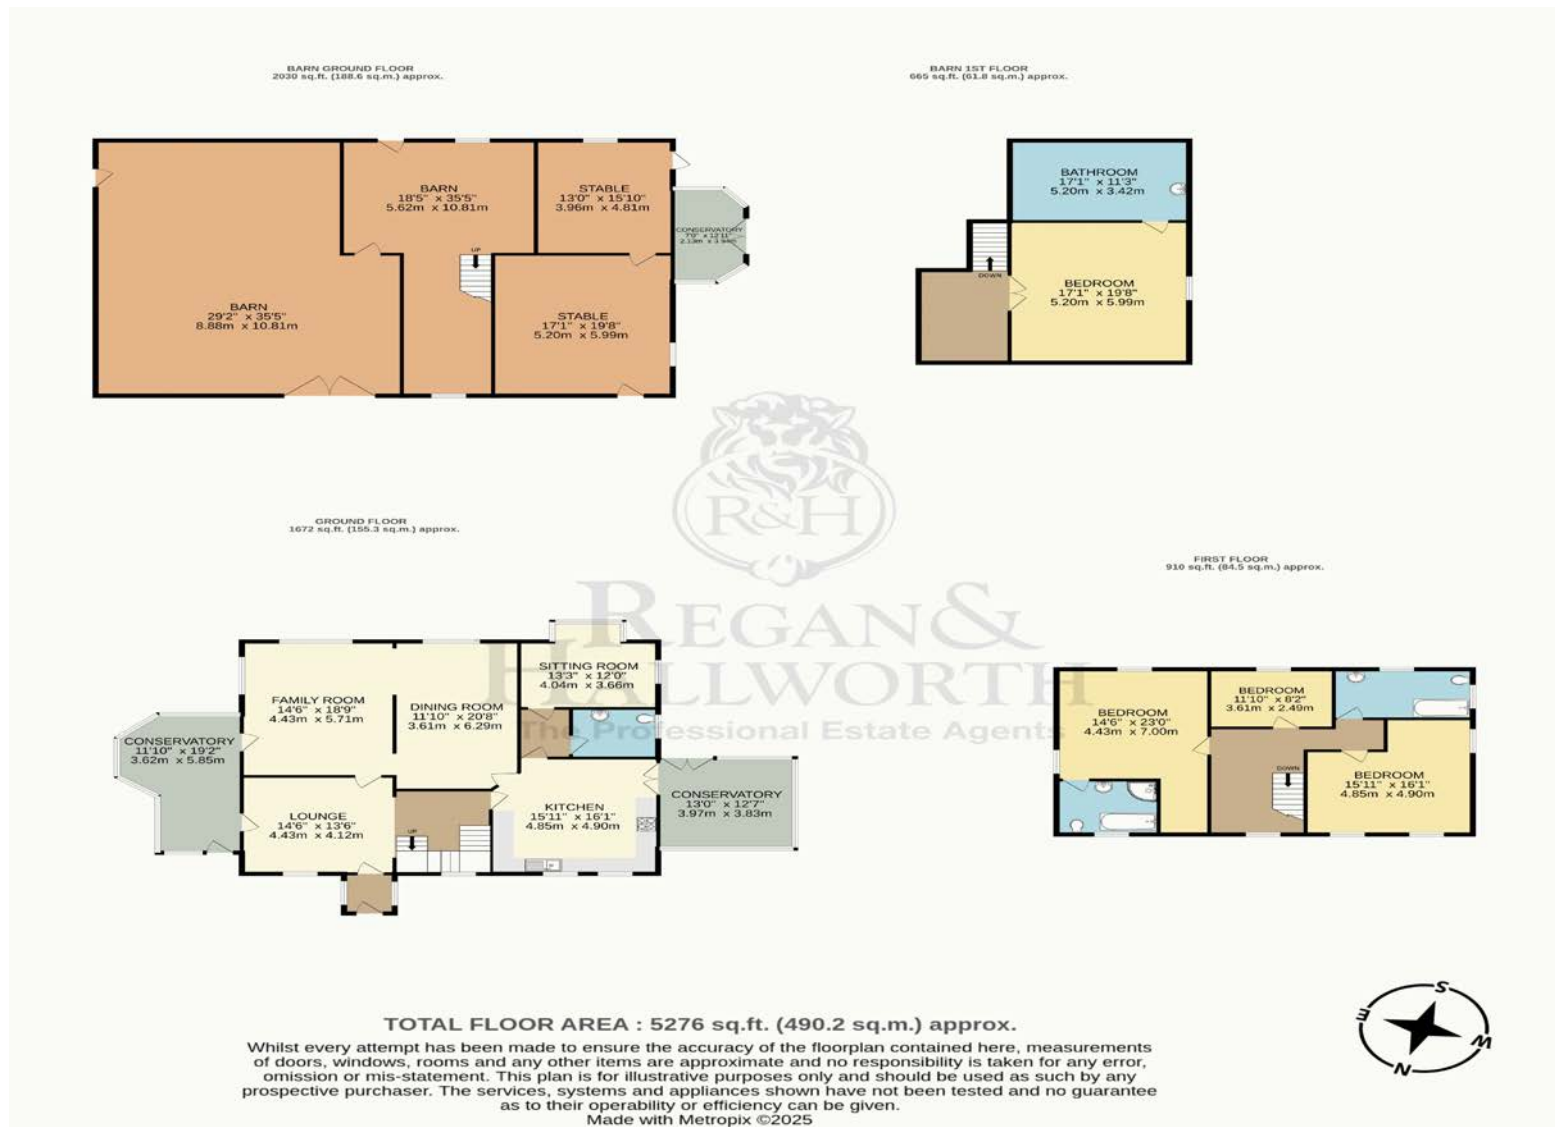 BARN GROUND FLOOR
2030 sq.ft. (188.6 sq.m.) approx.
BARN 1ST FLOOR
665 sq.ft. (61.8 sq.m.) approx.
BARN
18'5" x 35'5"
5.62m x 10.81m
STABLE
13'0" x 15'10"
3.96m x 4.81m
CONSERVATORY
UP
BARN
29'2" x 35'5"
8.88m x 10.81m
STABLE
17'1" x 19'8"
5.20m x 5.99m
BATHROOM
17'1" x 11'3"
5.20m x 3.42m
DOWN
BEDROOM
17'1" x 19'8"
5.20m x 5.99m
R&H
REGAN &
HALLWORTH
The Professional Estate Agents
GROUND FLOOR
1672 sq.ft. (155.3 sq.m.) approx.
FIRST FLOOR
910 sq.ft. (84.5 sq.m.) approx.
SITTING ROOM
13'3" x 12'0"
4.04m x 3.66m
FAMILY ROOM
14'6" x 18'9"
4.43m x 5.71m
DINING ROOM
11'10" x 20'8"
3.61m x 6.29m
CONSERVATORY
11'10" x 19'2"
3.62m x 5.85m
LOUNGE
14'6" x 13'6"
4.43m x 4.12m
UP
KITCHEN
15'11" x 16'1"
4.85m x 4.90m
CONSERVATORY
13'0" x 12'7"
3.97m x 3.83m
BEDROOM
14'6" x 23'0"
4.43m x 7.00m
BEDROOM
11'10" x 8'2"
3.61m x 2.49m
DOWN
BEDROOM
15'11" x 16'1"
4.85m x 4.90m
S
E
W
N
TOTAL FLOOR AREA : 5276 sq.ft. (490.2 sq.m.) approx.
Whilst every attempt has been made to ensure the accuracy of the floorplan contained here, measurements
of doors, windows, rooms and any other items are approximate and no responsibility is taken for any error,
omission or mis-statement. This plan is for illustrative purposes only and should be used as such by any
prospective purchaser. The services, systems and appliances shown have not been tested and no guarantee
as to their operability or efficiency can be given.
Made with Metropix ©2025